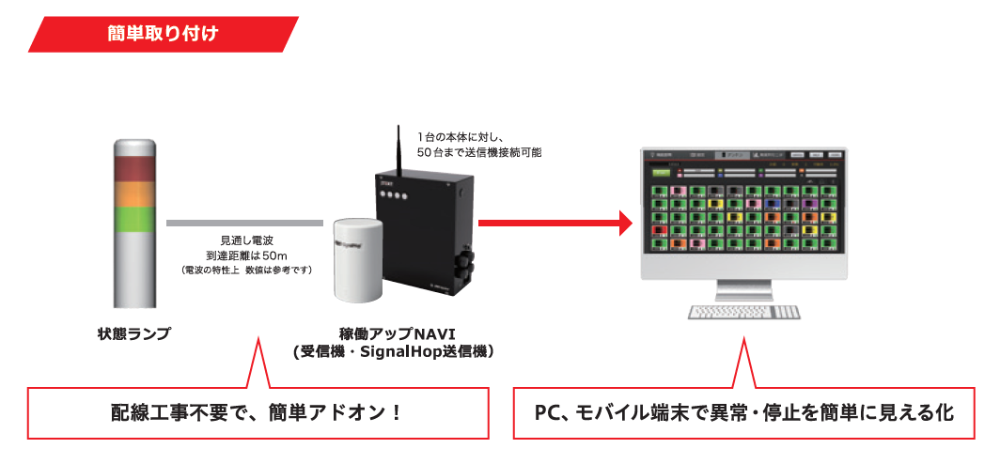 簡単取り付け
1台の本体に対し、
50台まで送信機接続可能
見通し電波
到達距離は50m
（電波の特性上 数値は参考です）
状態ランプ
稼働アップNAVI
(受信機・SignalHop送信機）
配線工事不要で、簡単アドオン！
PC、モバイル端末で異常・停止を簡単に見える化